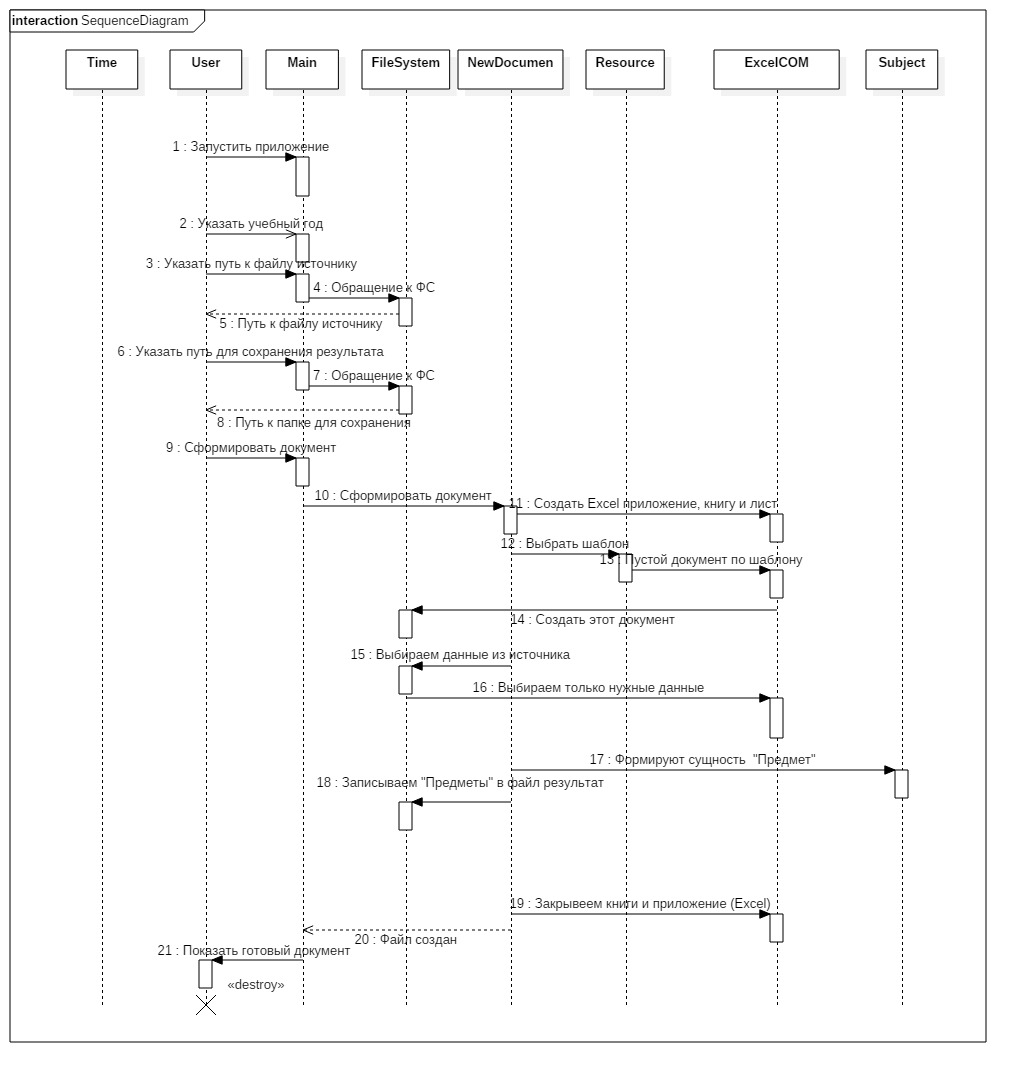 interaction SequenceDiagram
Time
User
Main
FileSystem
NewDocumen
Resource
ExcelCOM
Subject
1 : Запустить приложение
2 : Указать учебный год
3 : Указать путь к файлу источнику
4 : Обращение к ФС
5 : Путь к файлу источнику
6 : Указать путь для сохранения результата
7 : Обращение к ФС
8 : Путь к папке для сохранения
9 : Сформировать документ
10 : Сформировать документ
11 : Создать Excel приложение, книгу и лист
12 : Выбрать шаблон
13 : Пустой документ по шаблону
14 : Создать этот документ
15 : Выбираем данные из источника
16 : Выбираем только нужные данные
17 : Формируют сущность "Предмет"
18 : Записываем "Предметы" в файл результат
19 : Закрывеем книги и приложение (Excel)
20 : Файл создан
21 : Показать готовый документ
«destroy»